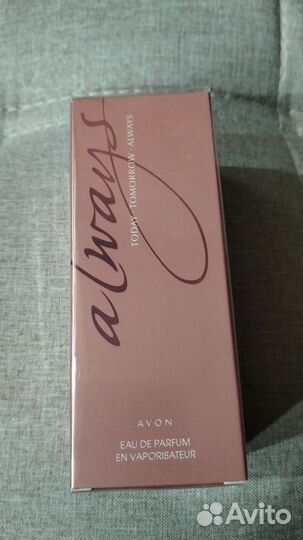 always
TODAY · TOMORROW · ALWAYS
AVON
EAU DE PARFUM
EN VAPORISATEUR
Avito